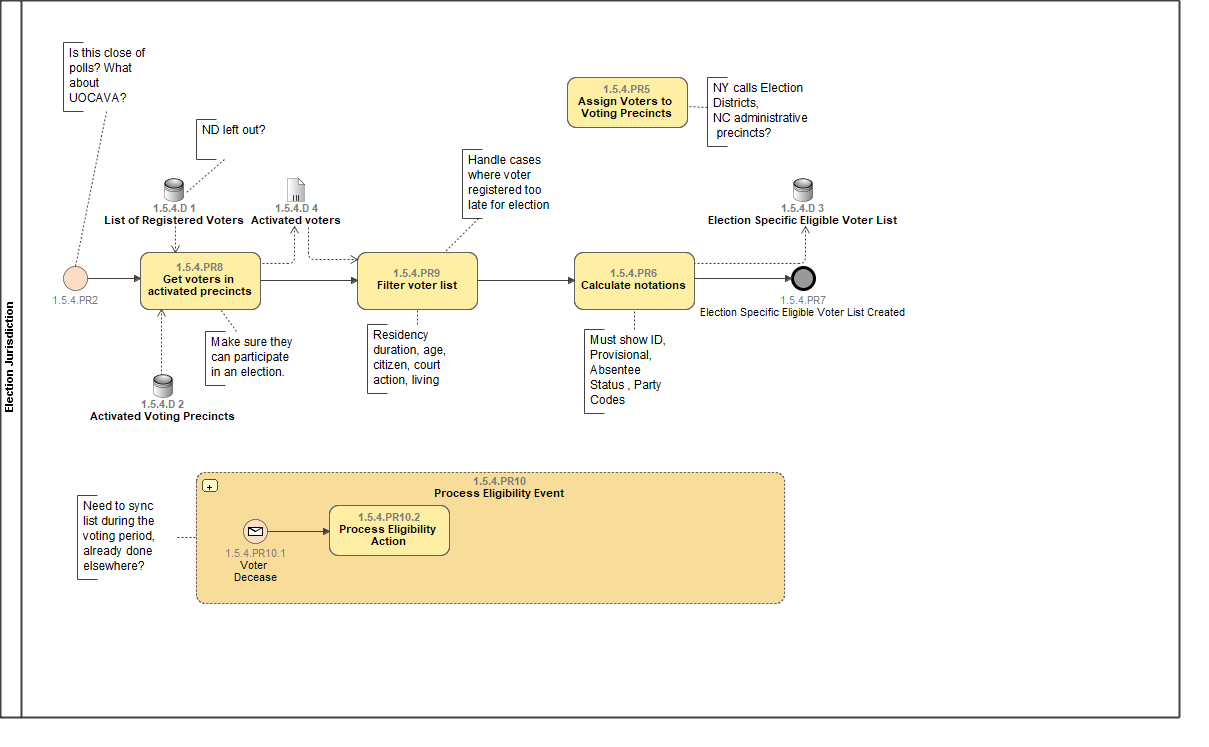 Election Jurisdiction
Is this close of
polls? What
about
UOCAVA?
ND left out?
1.5.4.PR5
Assign Voters to
Voting Precincts
NY calls Election
Districts,
NC administrative
precincts?
Handle cases
where voter
registered too
late for election
1.5.4.D 1
List of Registered Voters
1.5.4.D 4
Activated voters
1.5.4.D 3
Election Specific Eligible Voter List
1.5.4.PR2
1.5.4.PR8
Get voters in
activated precincts
1.5.4.PR9
Filter voter list
1.5.4.PR6
Calculate notations
1.5.4.PR7
Election Specific Eligible Voter List Created
Make sure they
can participate
in an election.
Residency
duration, age,
citizen, court
action, living
Must show ID,
Provisional,
Absentee
Status , Party
Codes
1.5.4.D 2
Activated Voting Precincts
Need to sync
list during the
voting period,
already done
elsewhere?
1.5.4.PR10
Process Eligibility Event
1.5.4.PR10.1
Voter
Decease
1.5.4.PR10.2
Process Eligibility
Action